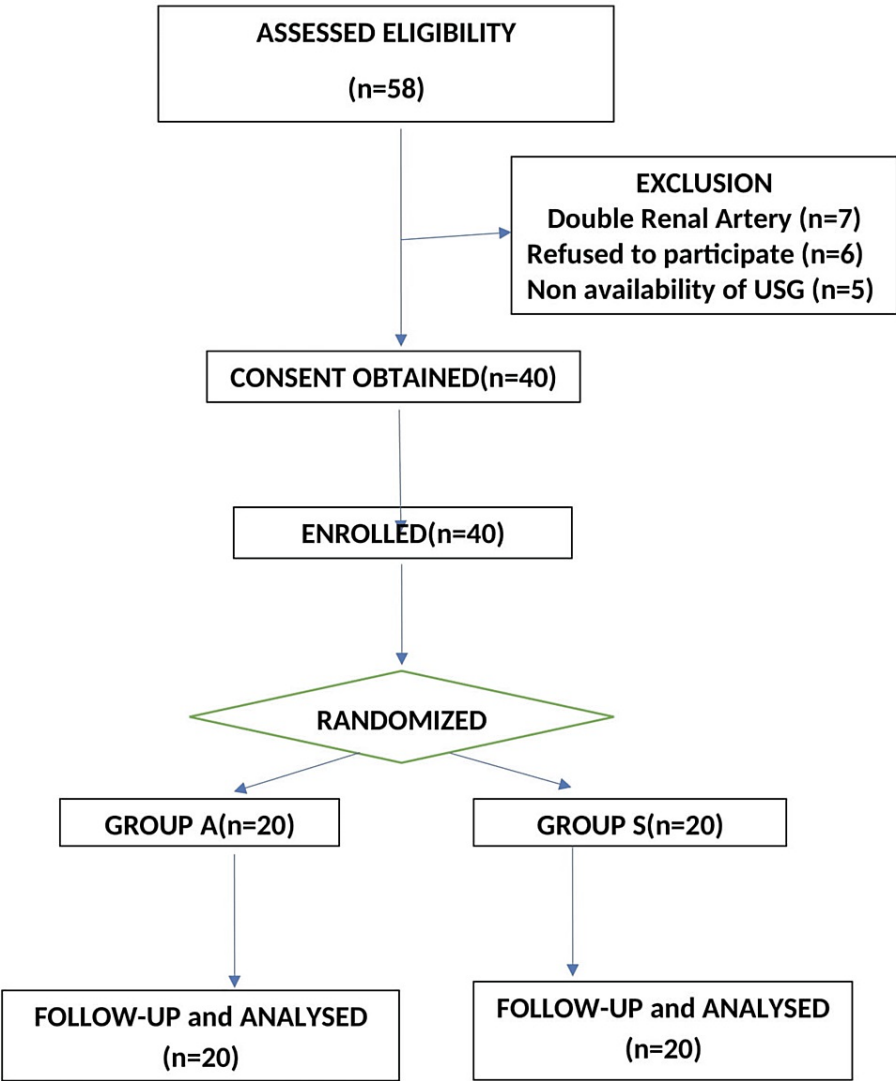 ASSESSED ELIGIBILITY
(n=58)
EXCLUSION
Double Renal Artery (n=7)
Refused to participate (n=6)
Non availability of USG (n=5)
CONSENT OBTAINED(n=40)
ENROLLED(n=40)
RANDOMIZED
GROUP A(n=20)
GROUP S(n=20)
FOLLOW-UP and ANALYSED
(n=20)
FOLLOW-UP and ANALYSED
(n=20)